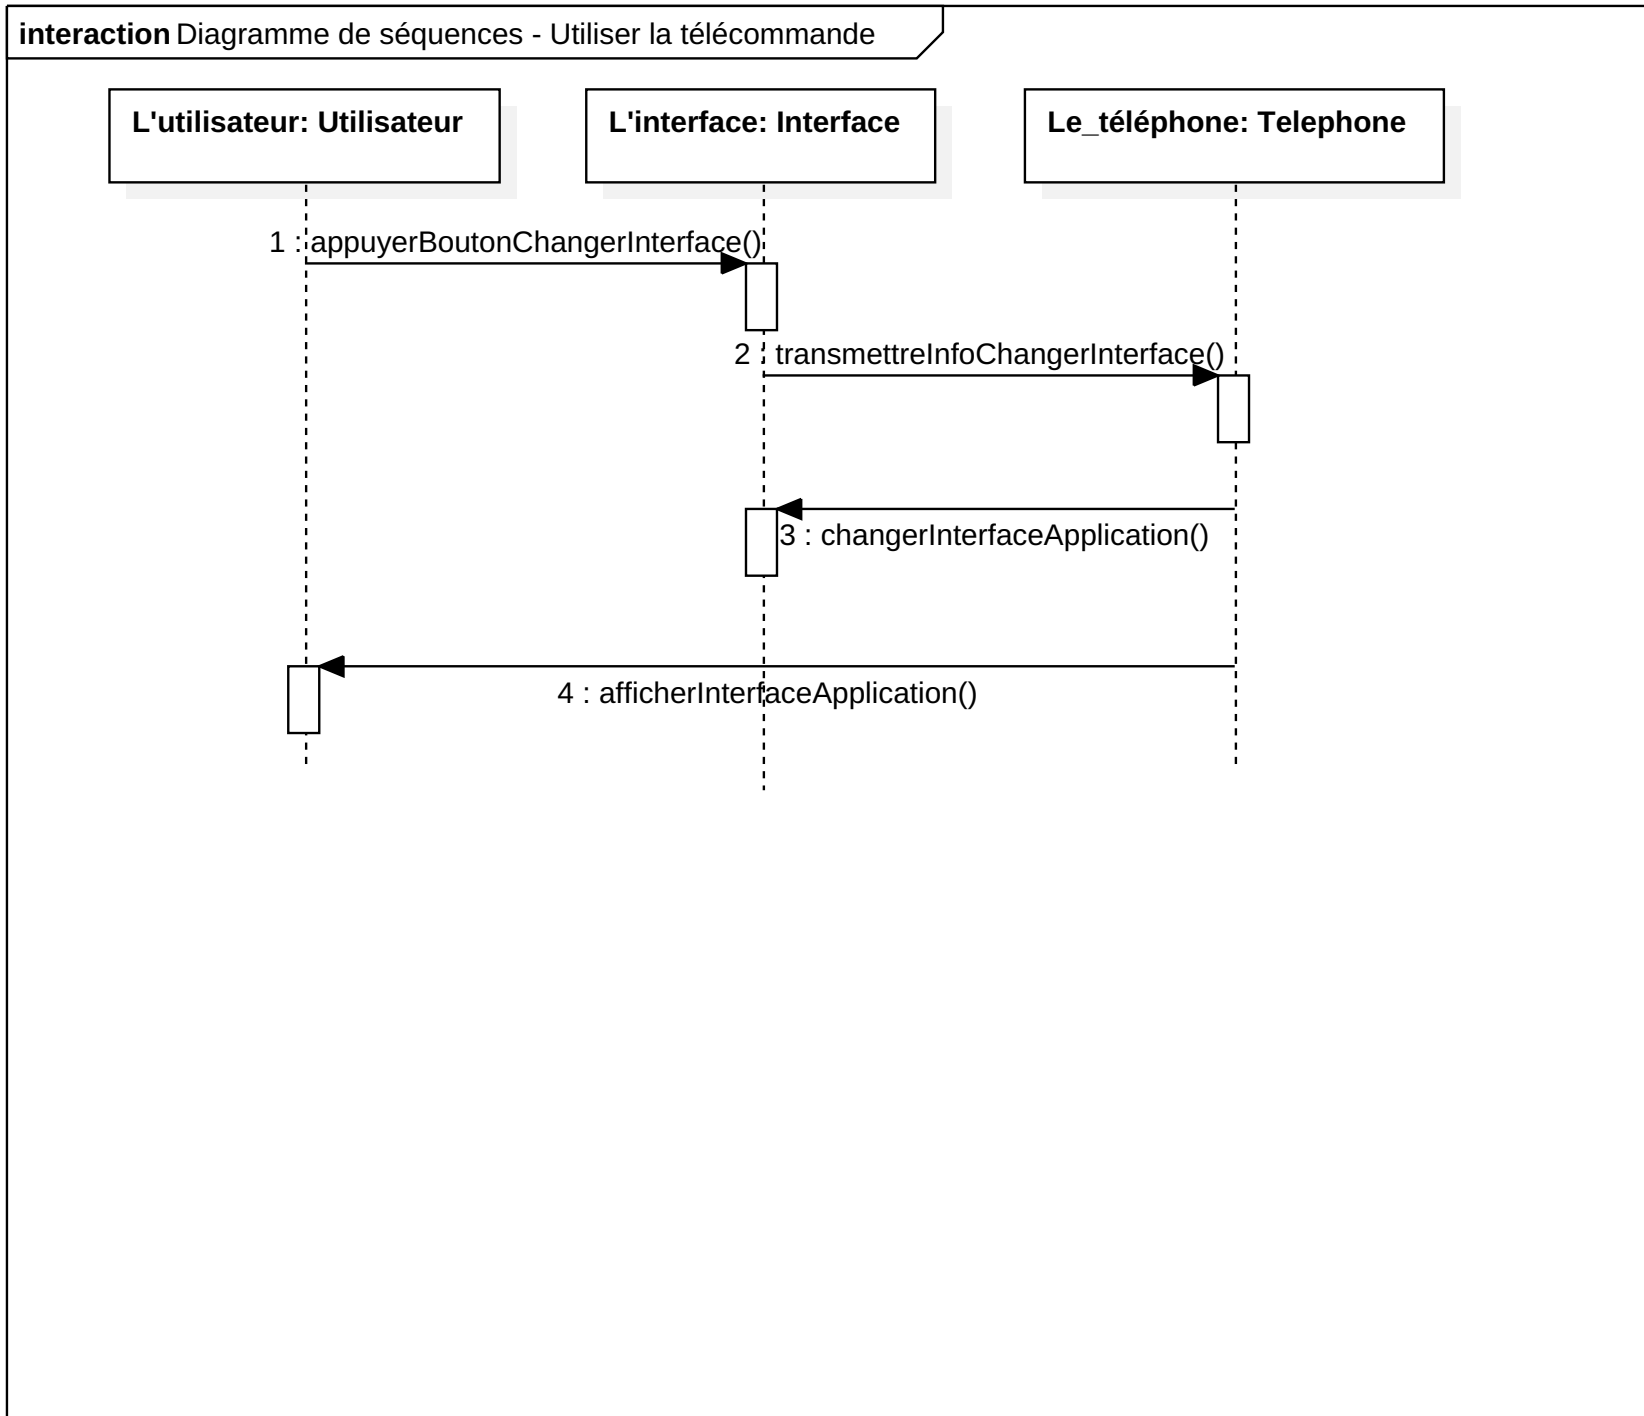 interaction Diagramme de séquences - Utiliser la télécommande
L'utilisateur: Utilisateur
L'interface: Interface
Le_téléphone: Telephone
1 : appuyerBoutonChangerInterface()
2 : transmettreInfoChangerInterface()
3 : changerInterfaceApplication()
4 : afficherInterfaceApplication()